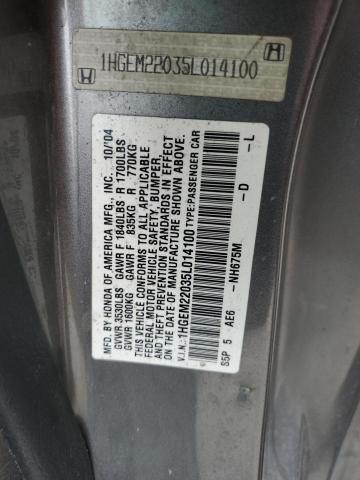 1HGEM22035L014100
MFD. BY HONDA OF AMERICA MFG., INC. 10/'04
GVWR 3530LBS GAWR F 1840LBS R 1700LBS
GVWR 1600KG GAWR F 835KG R 770KG
THIS VEHICLE CONFORMS TO ALL APPLICABLE
FEDERAL MOTOR VEHICLE SAFETY, BUMPER,
AND THEFT PREVENTION STANDARDS IN EFFECT
ON THE DATE OF MANUFACTURE SHOWN ABOVE.
V.I.N.: 1HGEM22035L014100 TYPE:PASSENGER CAR
S5P 5 AE6 -NH675M -D -L